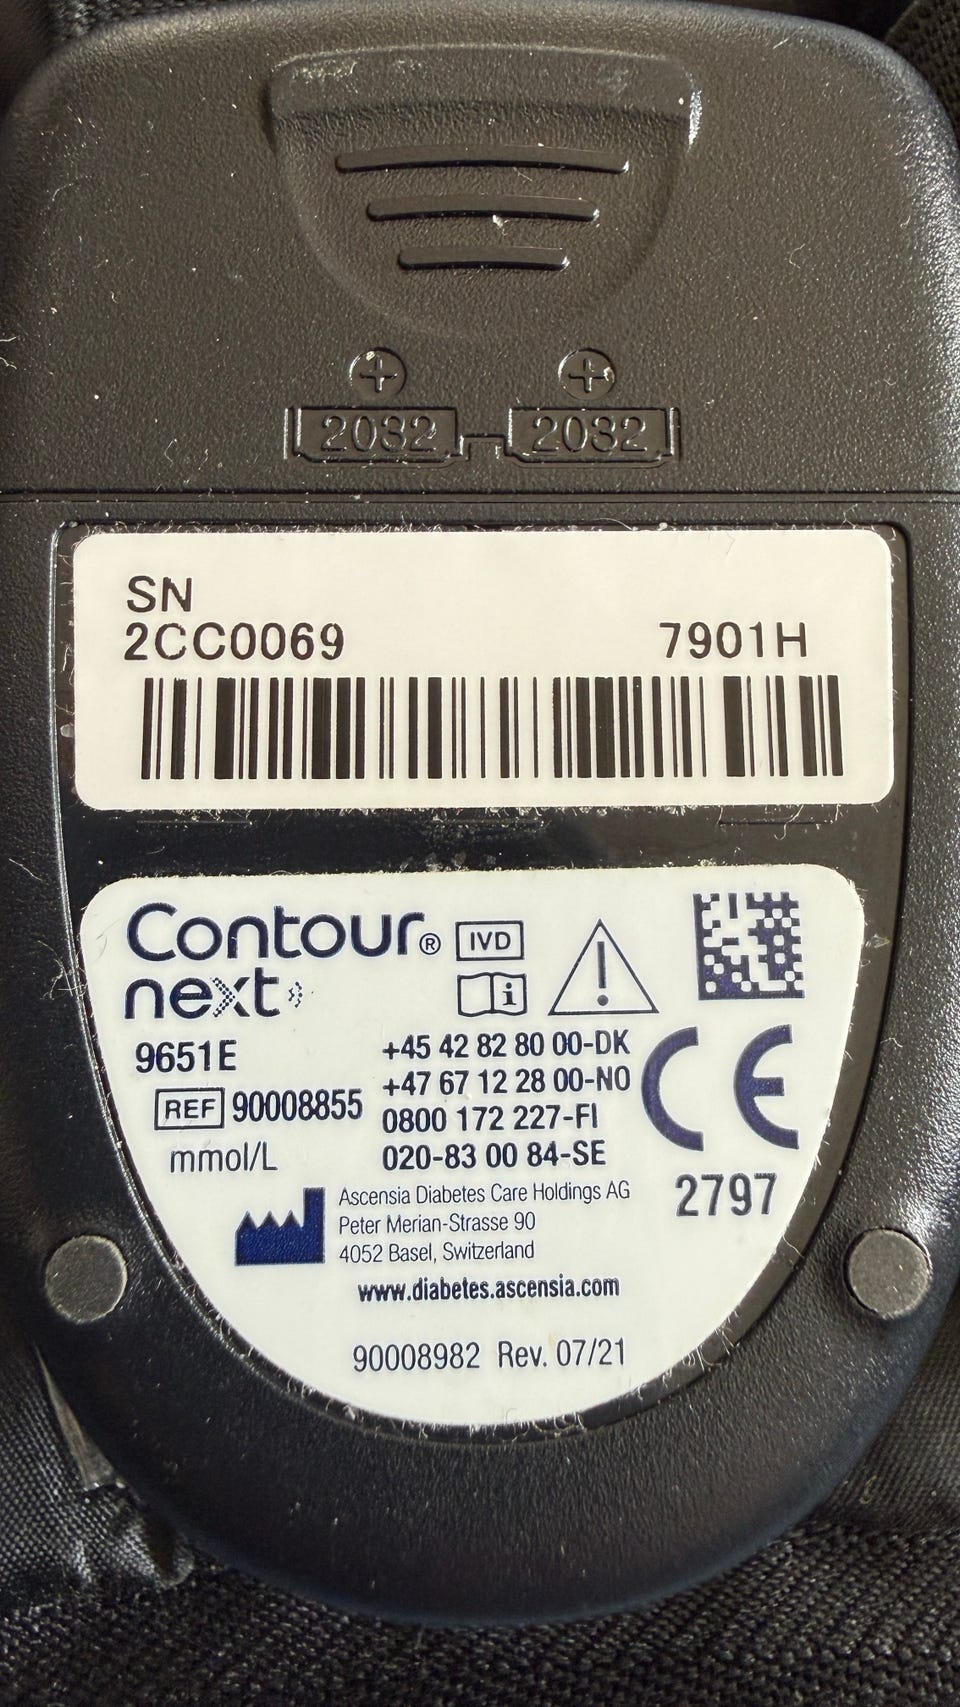 2032 2032
SN
2CC0069 7901H
Contour® IVD
next
9651E
REF 90008855
mmol/L
+45 42 82 80 00-DK
+47 67 12 28 00-NO
0800 172 227-FI
020-83 00 84-SE
CE
2797
Ascensia Diabetes Care Holdings AG
Peter Merian-Strasse 90
4052 Basel, Switzerland
www.diabetes.ascensia.com
90008982 Rev. 07/21